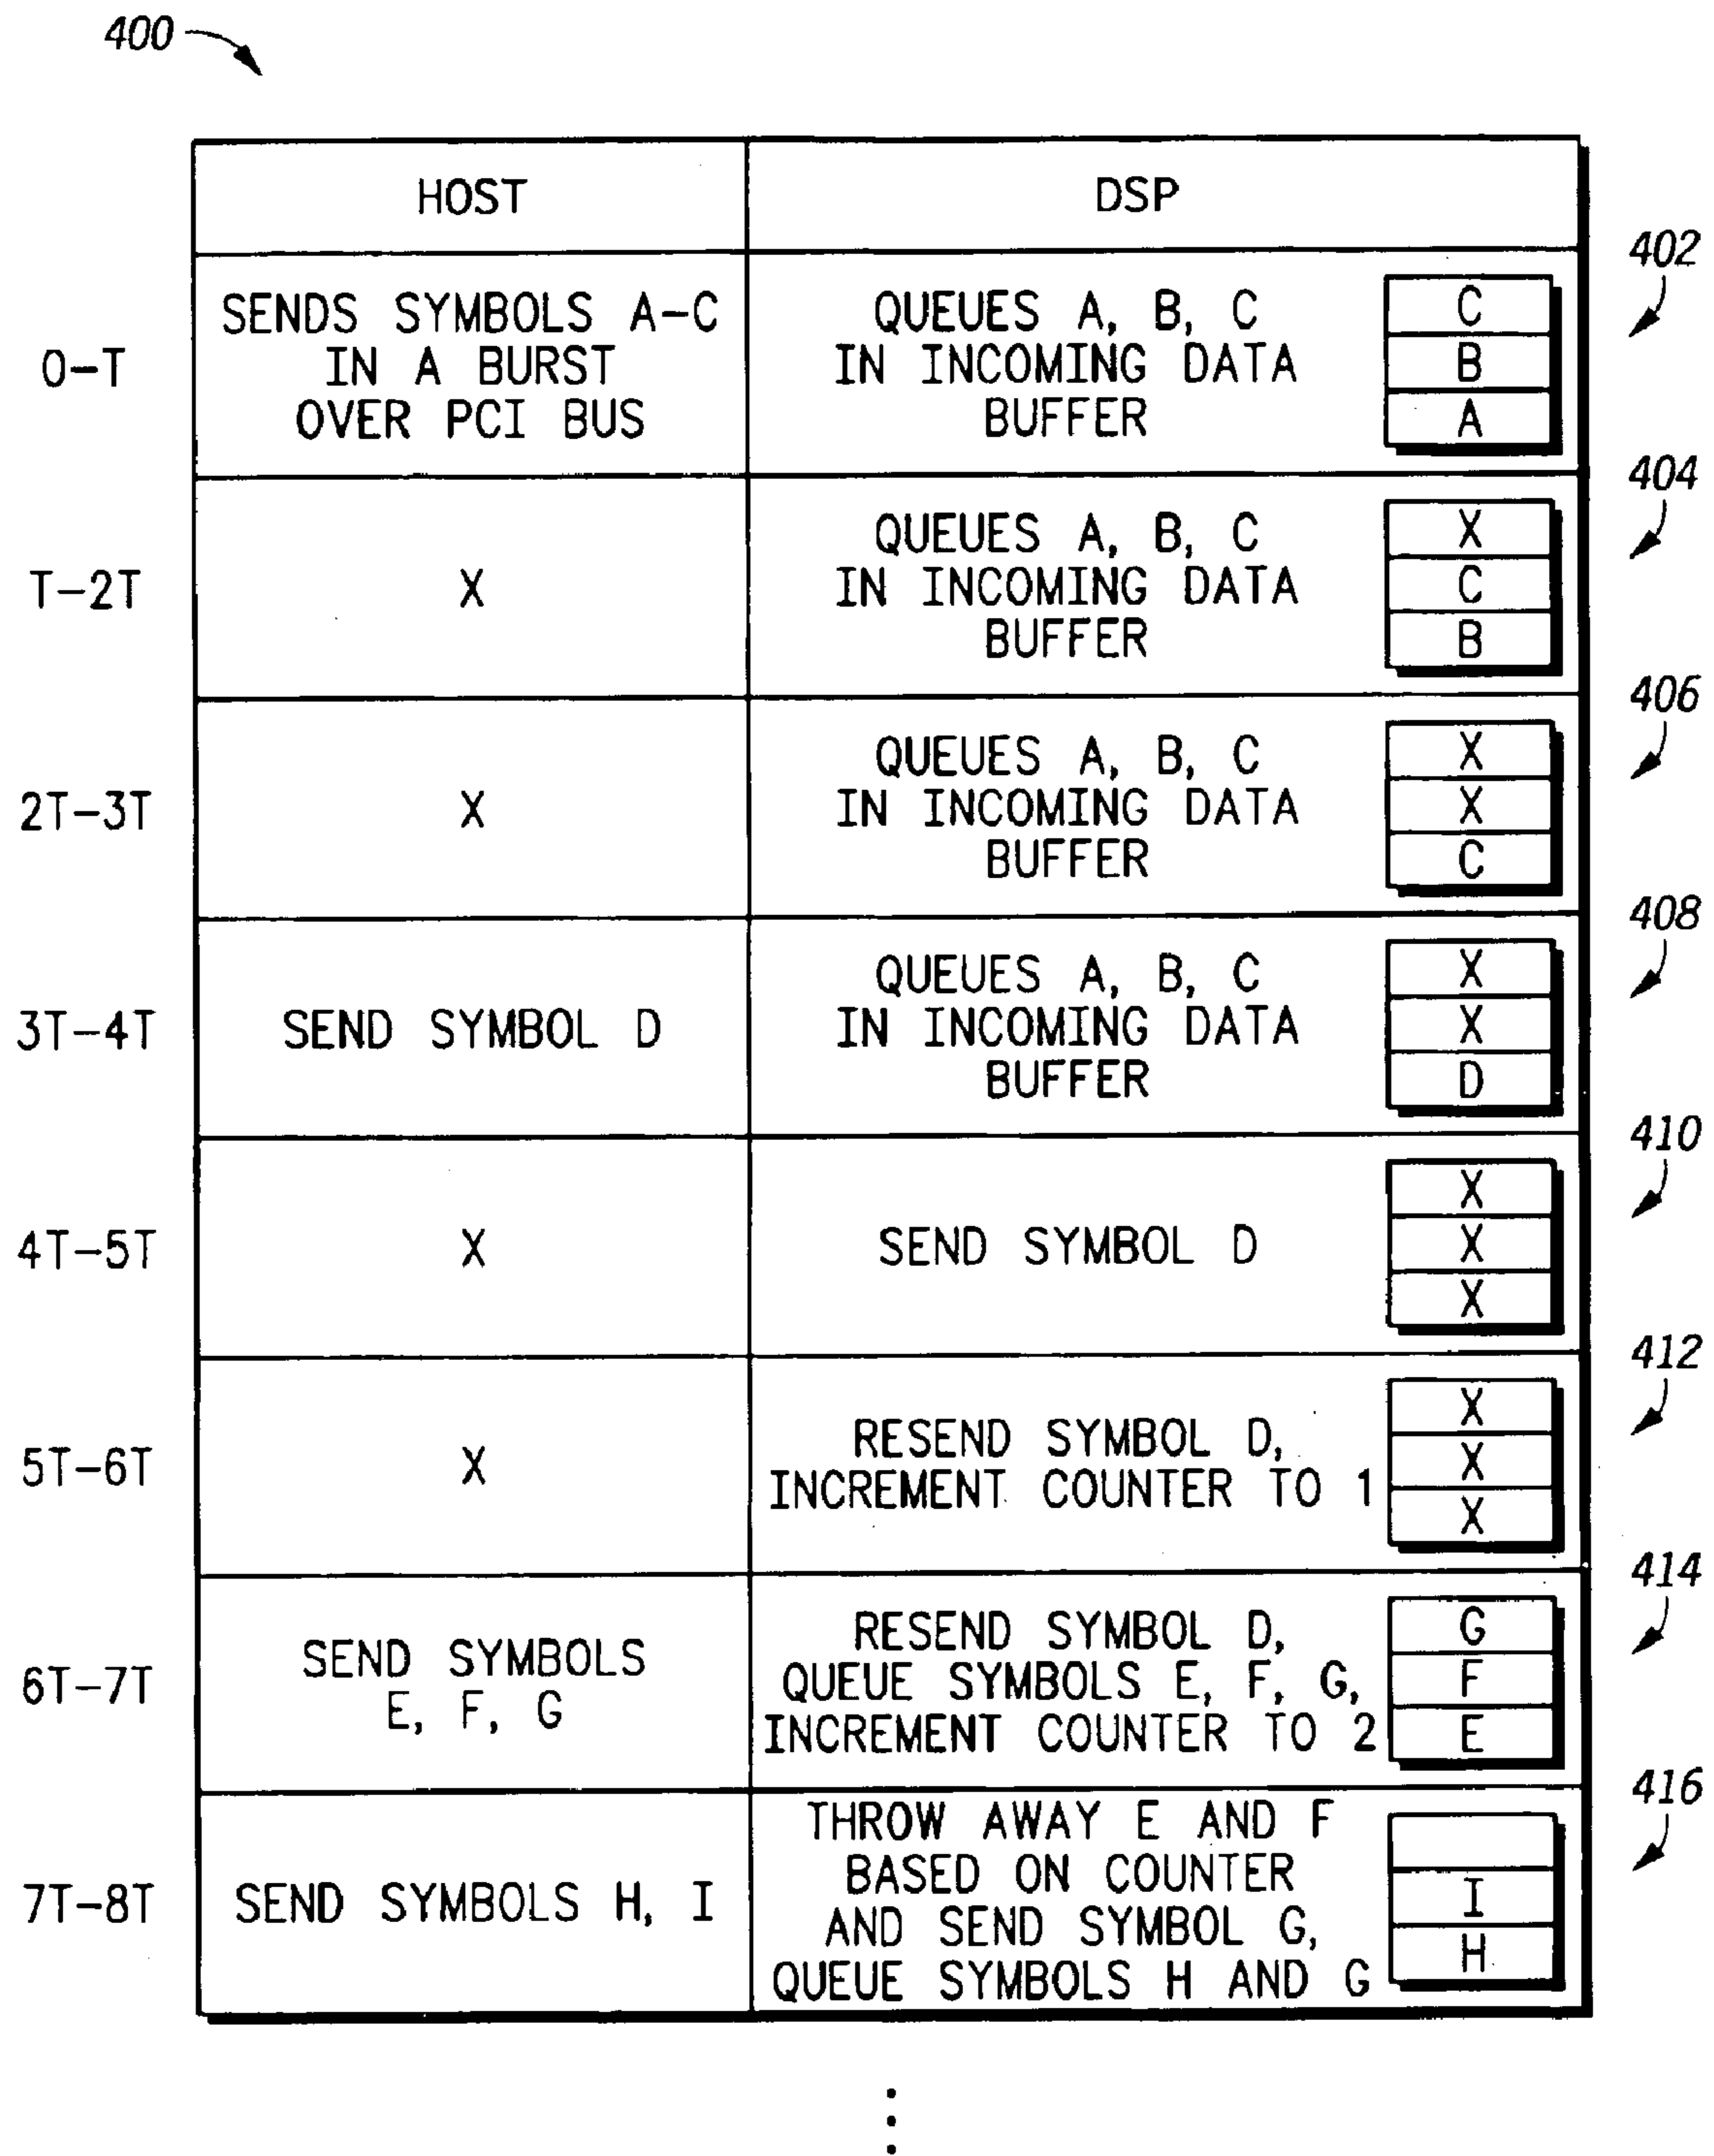 400
HOST
DSP
0-T
SENDS SYMBOLS A-C
IN A BURST
OVER PCI BUS
QUEUES A, B, C
IN INCOMING DATA
BUFFER
C
B
A
402
T-2T
X
QUEUES A, B, C
IN INCOMING DATA
BUFFER
X
C
B
404
2T-3T
X
QUEUES A, B, C
IN INCOMING DATA
BUFFER
X
X
C
406
3T-4T
SEND SYMBOL D
QUEUES A, B, C
IN INCOMING DATA
BUFFER
X
X
D
408
4T-5T
X
SEND SYMBOL D
X
X
X
410
5T-6T
X
RESEND SYMBOL D,
INCREMENT COUNTER TO 1
X
X
X
412
6T-7T
SEND SYMBOLS
E, F, G
RESEND SYMBOL D,
QUEUE SYMBOLS E, F, G,
INCREMENT COUNTER TO 2
G
F
E
414
7T-8T
SEND SYMBOLS H, I
THROW AWAY E AND F
BASED ON COUNTER
AND SEND SYMBOL G,
QUEUE SYMBOLS H AND G
I
H
416